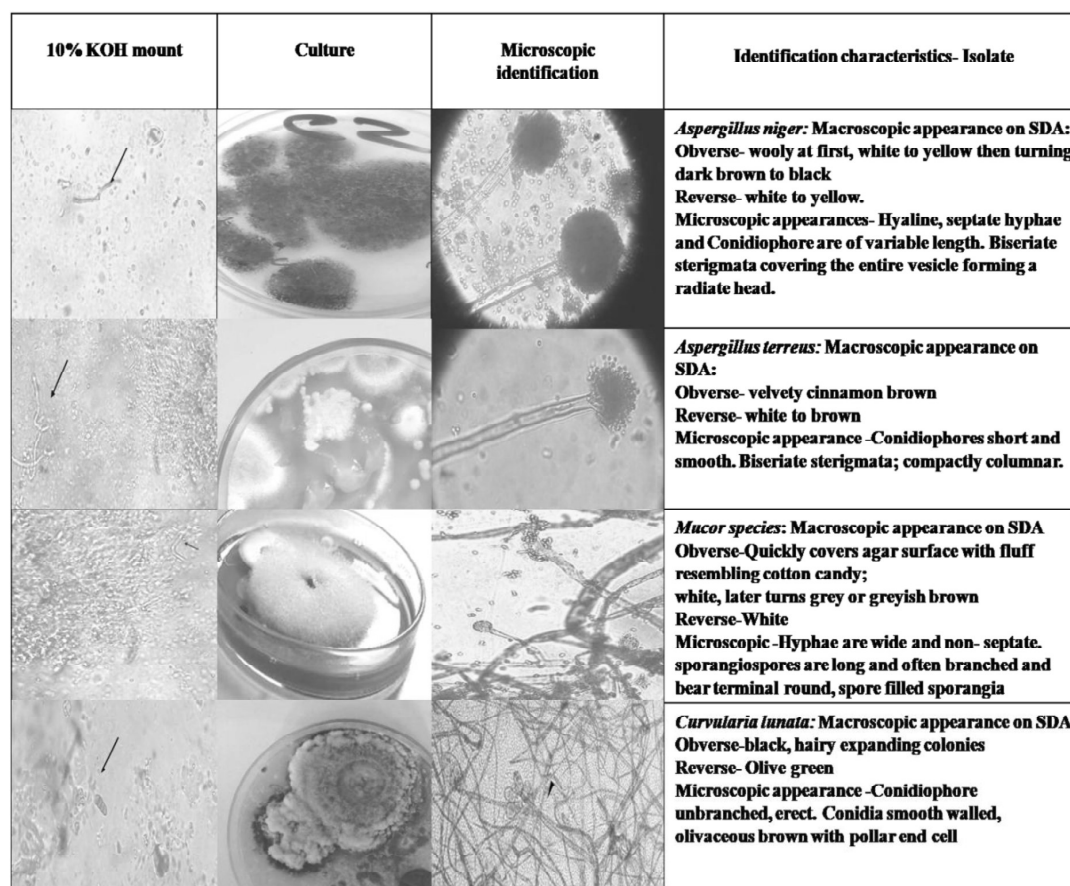 10% KOH mount
Culture
Microscopic
identification
Identification characteristics- Isolate
Aspergillus niger: Macroscopic appearance on SDA:
Obverse- wooly at first, white to yellow then turning
dark brown to black
Reverse- white to yellow.
Microscopic appearances- Hyaline, septate hyphae
and Conidiophore are of variable length. Biseriate
sterigmata covering the entire vesicle forming a
radiate head.
Aspergillus terreus: Macroscopic appearance on
SDA:
Obverse- velvety cinnamon brown
Reverse- white to brown
Microscopic appearance -Conidiophores short and
smooth. Biseriate sterigmata; compactly columnar.
Mucor species: Macroscopic appearance on SDA
Obverse-Quickly covers agar surface with fluff
resembling cotton candy;
white, later turns grey or greyish brown
Reverse-White
Microscopic -Hyphae are wide and non- septate.
sporangiospores are long and often branched and
bear terminal round, spore filled sporangia
Curvularia lunata: Macroscopic appearance on SDA
Obverse-black, hairy expanding colonies
Reverse- Olive green
Microscopic appearance -Conidiophore
unbranched, erect. Conidia smooth walled,
olivaceous brown with pollar end cell